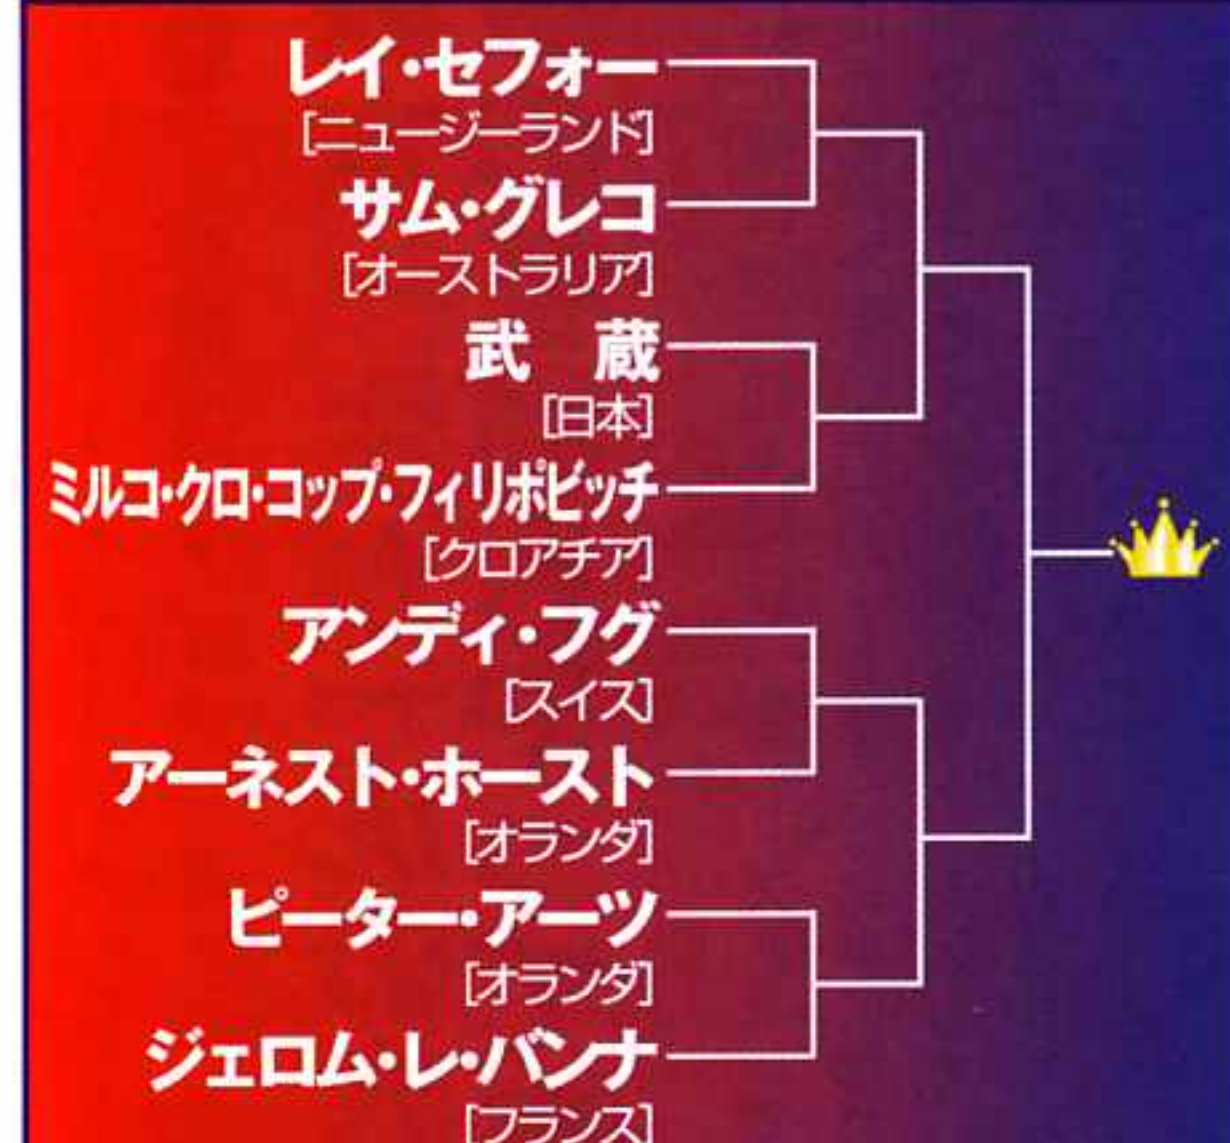 レイ・セフォー
[ニュージーランド]
サム・グレコ
[オーストラリア]
武　蔵
[日本]
ミルコ・クロ・コップ・フィリポビッチ
[クロアチア]
アンディ・フグ
[スイス]
アーネスト・ホースト
[オランダ]
ピーター・アーツ
[オランダ]
ジェロム・レ・バンナ
[フランス]